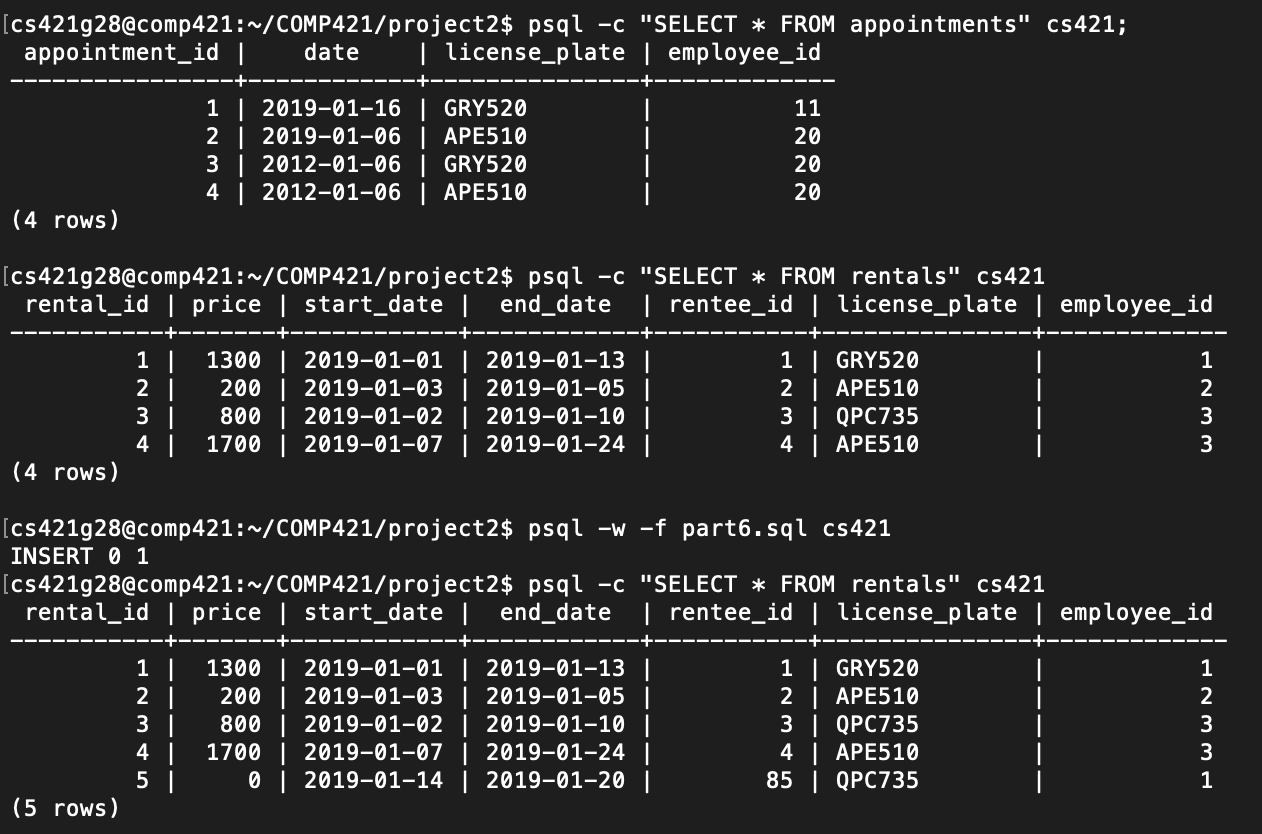 [cs421g28@comp421:~/COMP421/project2$ psql -c "SELECT * FROM appointments" cs421;
 appointment_id |    date    | license_plate | employee_id
----------------+------------+---------------+-------------
              1 | 2019-01-16 | GRY520        |          11
              2 | 2019-01-06 | APE510        |          20
              3 | 2012-01-06 | GRY520        |          20
              4 | 2012-01-06 | APE510        |          20
(4 rows)

[cs421g28@comp421:~/COMP421/project2$ psql -c "SELECT * FROM rentals" cs421
 rental_id | price | start_date |  end_date  | rentee_id | license_plate | employee_id
-----------+-------+------------+------------+-----------+---------------+-------------
         1 |  1300 | 2019-01-01 | 2019-01-13 |         1 | GRY520        |           1
         2 |   200 | 2019-01-03 | 2019-01-05 |         2 | APE510        |           2
         3 |   800 | 2019-01-02 | 2019-01-10 |         3 | QPC735        |           3
         4 |  1700 | 2019-01-07 | 2019-01-24 |         4 | APE510        |           3
(4 rows)

[cs421g28@comp421:~/COMP421/project2$ psql -w -f part6.sql cs421
INSERT 0 1
[cs421g28@comp421:~/COMP421/project2$ psql -c "SELECT * FROM rentals" cs421
 rental_id | price | start_date |  end_date  | rentee_id | license_plate | employee_id
-----------+-------+------------+------------+-----------+---------------+-------------
         1 |  1300 | 2019-01-01 | 2019-01-13 |         1 | GRY520        |           1
         2 |   200 | 2019-01-03 | 2019-01-05 |         2 | APE510        |           2
         3 |   800 | 2019-01-02 | 2019-01-10 |         3 | QPC735        |           3
         4 |  1700 | 2019-01-07 | 2019-01-24 |         4 | APE510        |           3
         5 |     0 | 2019-01-14 | 2019-01-20 |        85 | QPC735        |           1
(5 rows)